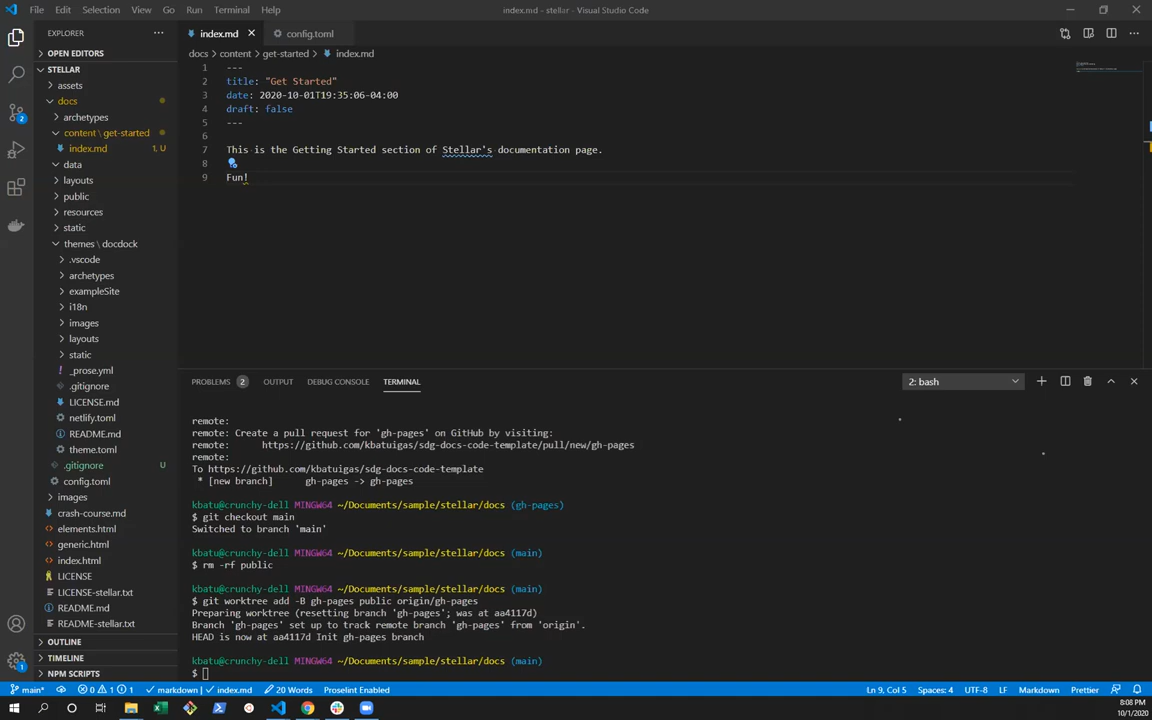 File Edit Selection View Go Run Terminal Help
index.md - stellar - Visual Studio Code
EXPLORER
OPEN EDITORS
STELLAR
assets
docs
archetypes
content \ get-started
index.md 1, U
data
layouts
public
resources
static
themes \ docdock
.vscode
archetypes
exampleSite
i18n
images
layouts
static
_prose.yml
.gitignore
LICENSE.md
netlify.toml
README.md
theme.toml
.gitignore U
config.toml
images
crash-course.md
elements.html
generic.html
index.html
LICENSE
LICENSE-stellar.txt
README.md
README-stellar.txt
OUTLINE
TIMELINE
NPM SCRIPTS
2
1
index.md config.toml
docs > content > get-started > index.md
1 ---
2 title: "Get Started"
3 date: 2020-10-01T19:35:06-04:00
4 draft: false
5 ---
6
7 This is the Getting Started section of Stellar's documentation page.
8
9 Fun!
PROBLEMS 2 OUTPUT DEBUG CONSOLE TERMINAL
2: bash
remote:
remote: Create a pull request for 'gh-pages' on GitHub by visiting:
remote: https://github.com/kbatuigas/sdg-docs-code-template/pull/new/gh-pages
remote:
To https://github.com/kbatuigas/sdg-docs-code-template
* [new branch] gh-pages -> gh-pages
kbatu@crunchy-dell MINGW64 ~/Documents/sample/stellar/docs (gh-pages)
$ git checkout main
Switched to branch 'main'
kbatu@crunchy-dell MINGW64 ~/Documents/sample/stellar/docs (main)
$ rm -rf public
kbatu@crunchy-dell MINGW64 ~/Documents/sample/stellar/docs (main)
$ git worktree add -B gh-pages public origin/gh-pages
Preparing worktree (resetting branch 'gh-pages'; was at aa4117d)
Branch 'gh-pages' set up to track remote branch 'gh-pages' from 'origin'.
HEAD is now at aa4117d Init gh-pages branch
kbatu@crunchy-dell MINGW64 ~/Documents/sample/stellar/docs (main)
$
main* 0 1 1 markdown | index.md 20 Words Proselint Enabled
Ln 9, Col 5 Spaces: 4 UTF-8 LF Markdown Prettier
8:08 PM
10/1/2020